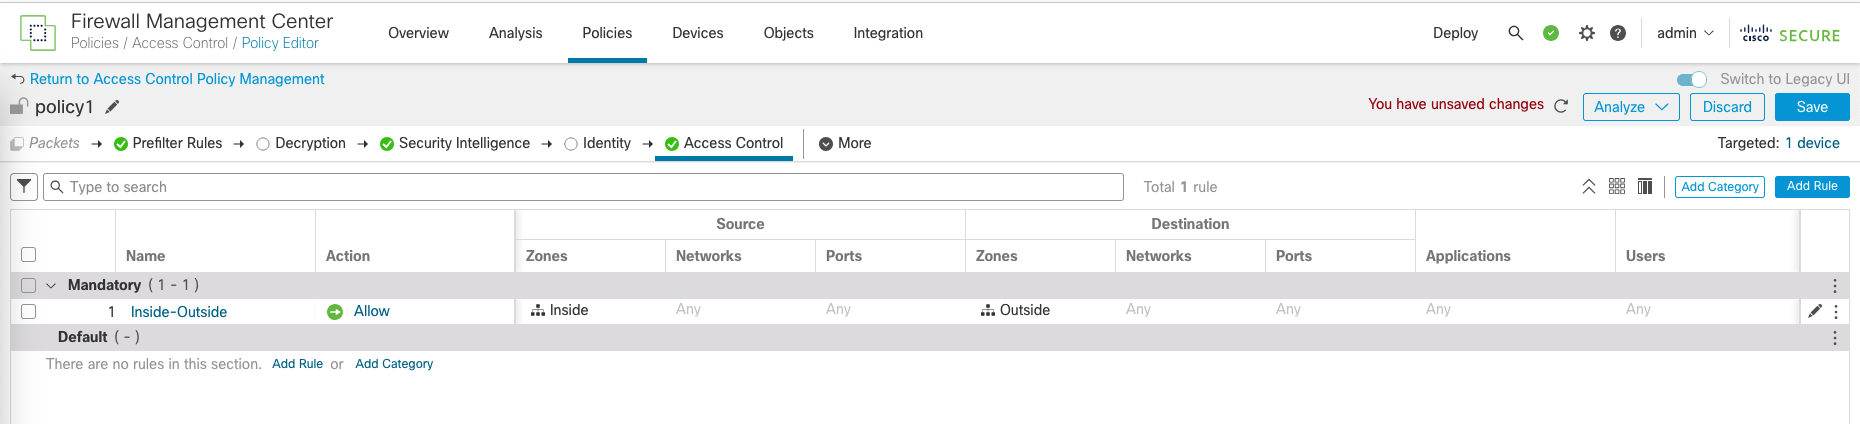 Firewall Management Center
Policies / Access Control / Policy Editor
Overview Analysis Policies Devices Objects Integration
Deploy admin cisco SECURE
Return to Access Control Policy Management
Switch to Legacy UI
policy1
You have unsaved changes Analyze Discard Save
Packets Prefilter Rules Decryption Security Intelligence Identity Access Control More
Targeted: 1 device
Type to search
Total 1 rule
Add Category Add Rule
Source Destination
Name Action Zones Networks Ports Zones Networks Ports Applications Users
Mandatory ( 1 - 1 )
1 Inside-Outside Allow Inside Any Any Outside Any Any Any Any
Default ( - )
There are no rules in this section. Add Rule or Add Category